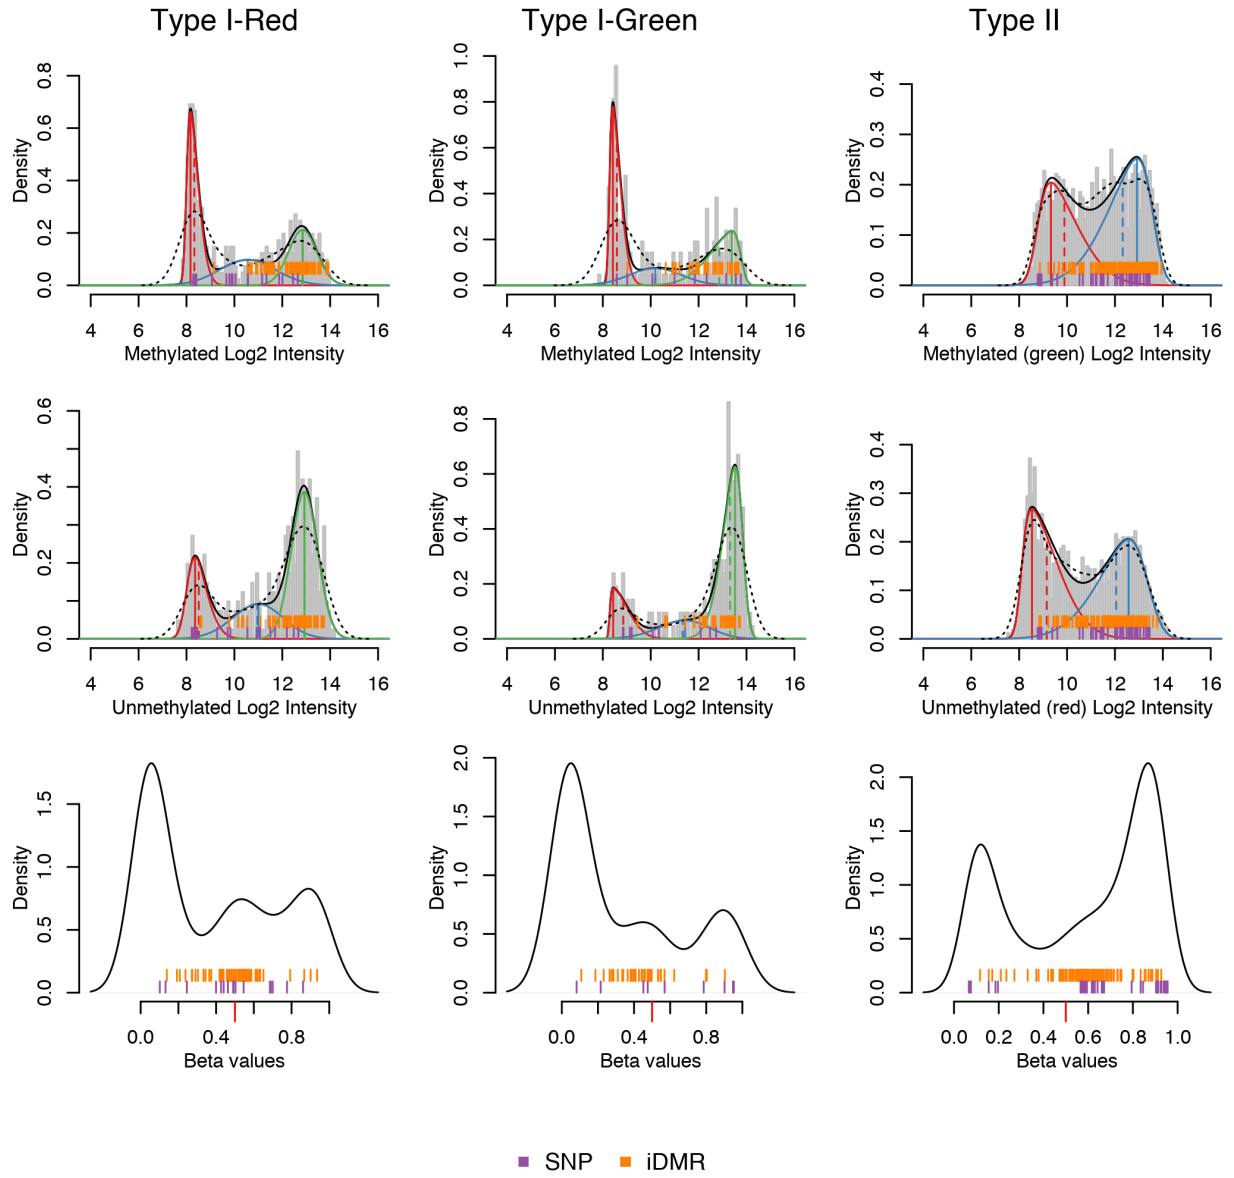 Type I-Red Type I-Green Type II
Density
0.0 0.2 0.4 0.6 0.8
4 6 8 10 12 14 16
Methylated Log2 Intensity
Density
0.0 0.2 0.4 0.6 0.8 1.0
4 6 8 10 12 14 16
Methylated Log2 Intensity
Density
0.0 0.1 0.2 0.3 0.4
4 6 8 10 12 14 16
Methylated (green) Log2 Intensity
Density
0.0 0.2 0.4 0.6
4 6 8 10 12 14 16
Unmethylated Log2 Intensity
Density
0.0 0.2 0.4 0.6 0.8
4 6 8 10 12 14 16
Unmethylated Log2 Intensity
Density
0.0 0.1 0.2 0.3 0.4
4 6 8 10 12 14 16
Unmethylated (red) Log2 Intensity
Density
0.0 0.5 1.0 1.5
0.0 0.4 0.8
Beta values
Density
0.0 0.5 1.0 1.5 2.0
0.0 0.4 0.8
Beta values
Density
0.0 0.5 1.0 1.5 2.0
0.0 0.2 0.4 0.6 0.8 1.0
Beta values
SNP iDMR